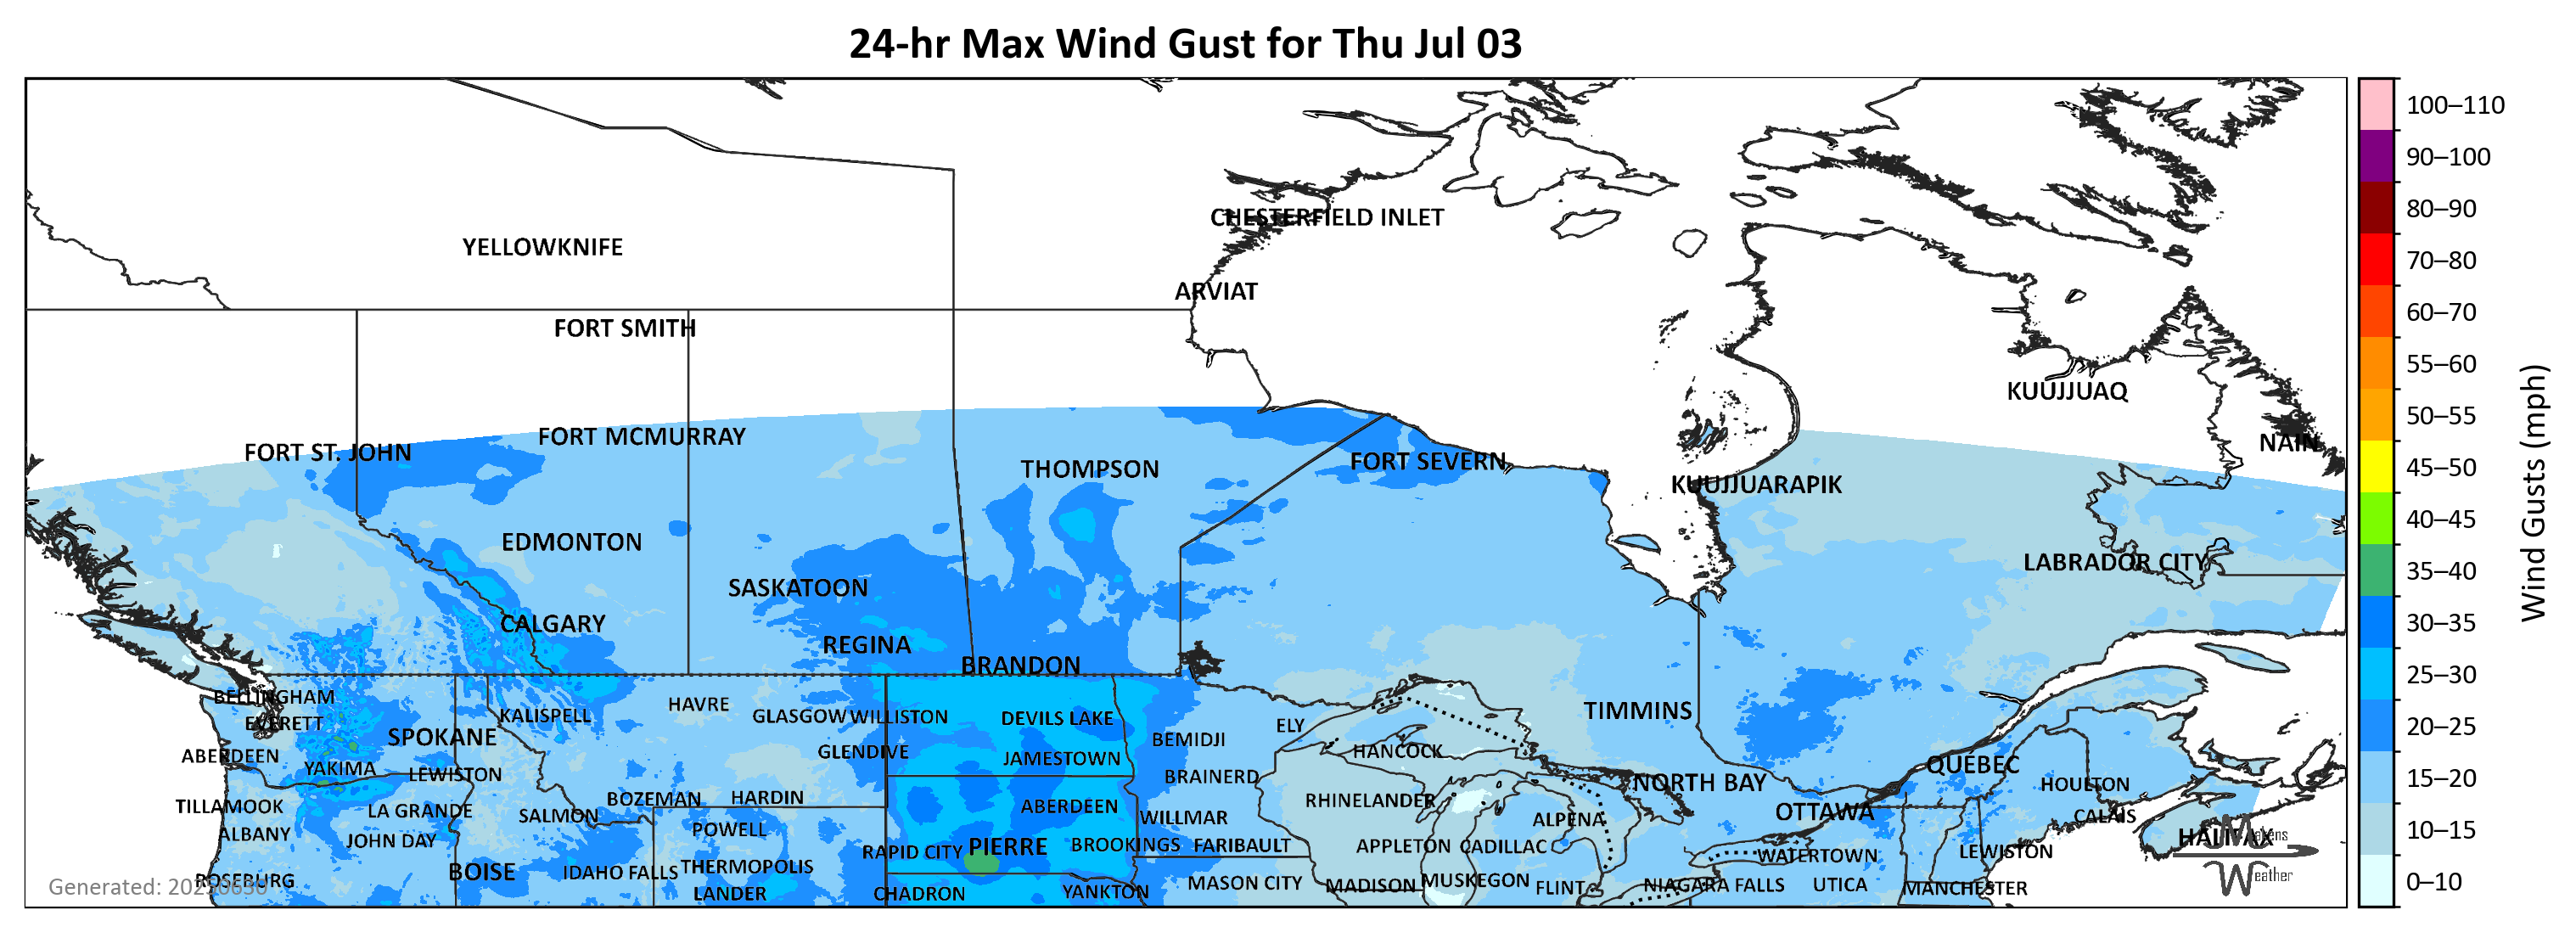 24-hr Max Wind Gust for Thu Jul 03
100–110
90–100
CHESTERFIELD INLET
80–90
YELLOWKNIFE
70–80
ARVIAT
60–70
FORT SMITH
55–60
KUUJJUAQ
50–55
FORT MCMURRAY
NAIN
FORT ST. JOHN
45–50
FORT SEVERN
THOMPSON
KUUJJUARAPIK
40–45
EDMONTON
LABRADOR CITY
35–40
SASKATOON
CALGARY
30–35
REGINA
BRANDON
25–30
Wind Gusts (mph)
BELLINGHAM
HAVRE
TIMMINS
KALISPELL
GLASGOW
WILLISTON
DEVILS LAKE
EVERETT
ELY
20–25
SPOKANE
BEMIDJI
GLENDIVE
HANCOCK
ABERDEEN
JAMESTOWN
QUEBEC
YAKIMA
LEWISTON
BRAINERD
15–20
NORTH BAY
HOULTON
BOZEMAN
HARDIN
RHINELANDER
TILLAMOOK
LA GRANDE
ABERDEEN
OTTAWA
SALMON
WILLMAR
CALAIS
ALPENA
10–15
POWELL
ALBANY
HALIFAX
Makens
JOHN DAY
PIERRE
BROOKINGS
FARIBAULT
APPLETON
CADILLAC
RAPID CITY
LEWISTON
WATERTOWN
THERMOPOLIS
BOISE
IDAHO FALLS
Weather
ROSEBURG
MUSKEGON
0–10
MASON CITY
MADISON
NIAGARA FALLS
UTICA
Generated: 20250630
FLINT
MANCHESTER
LANDER
CHADRON
YANKTON